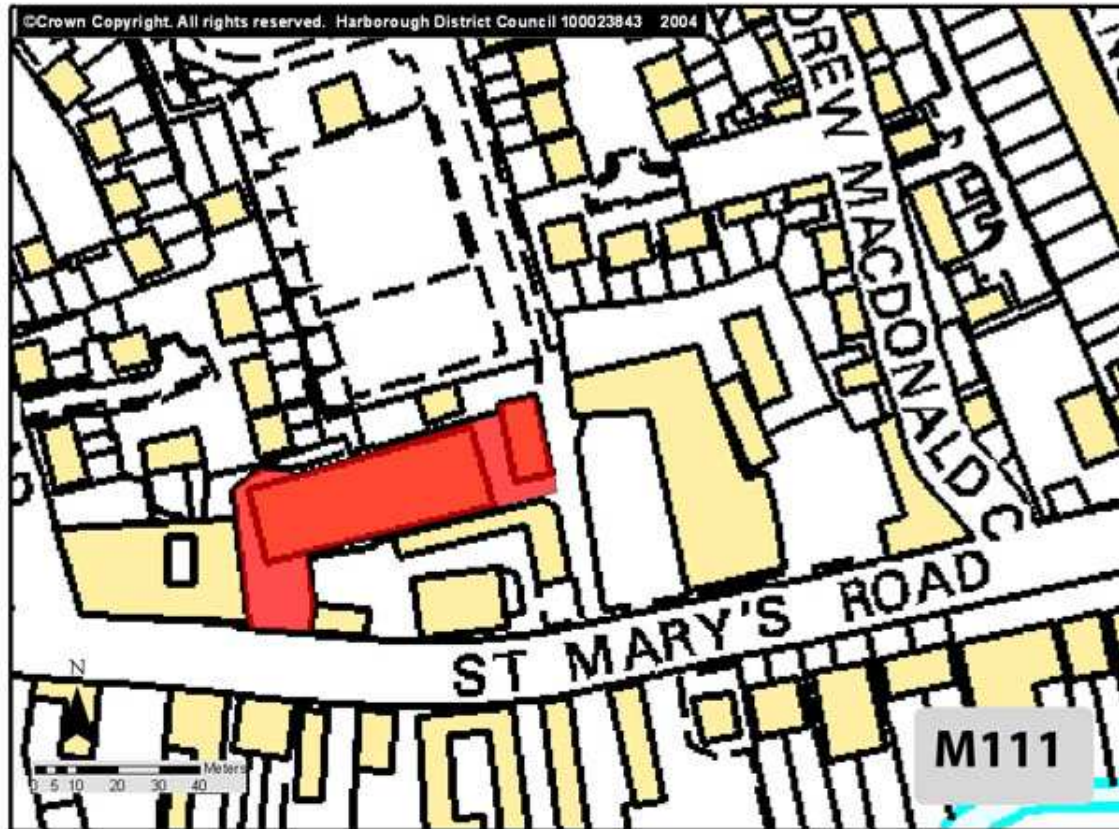 ©Crown Copyright. All rights reserved. Harborough District Council 100023843 2004
REW MACDONALD C
ST MARY'S ROAD
N
Meters
0 5 10 20 30 40
M111